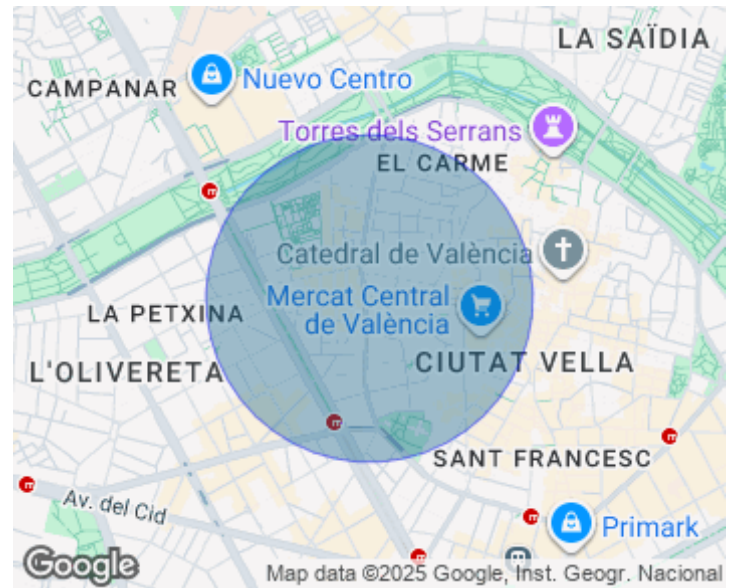 LA SAÏDIA
CAMPANAR
Nuevo Centro
Torres dels Serrans
EL CARME
Catedral de València
Mercat Central
de València
LA PETXINA
L'OLIVERETA
CIUTAT VELLA
SANT FRANCESC
Av. del Cid
Primark
Google
Map data ©2025 Google, Inst. Geogr. Nacional